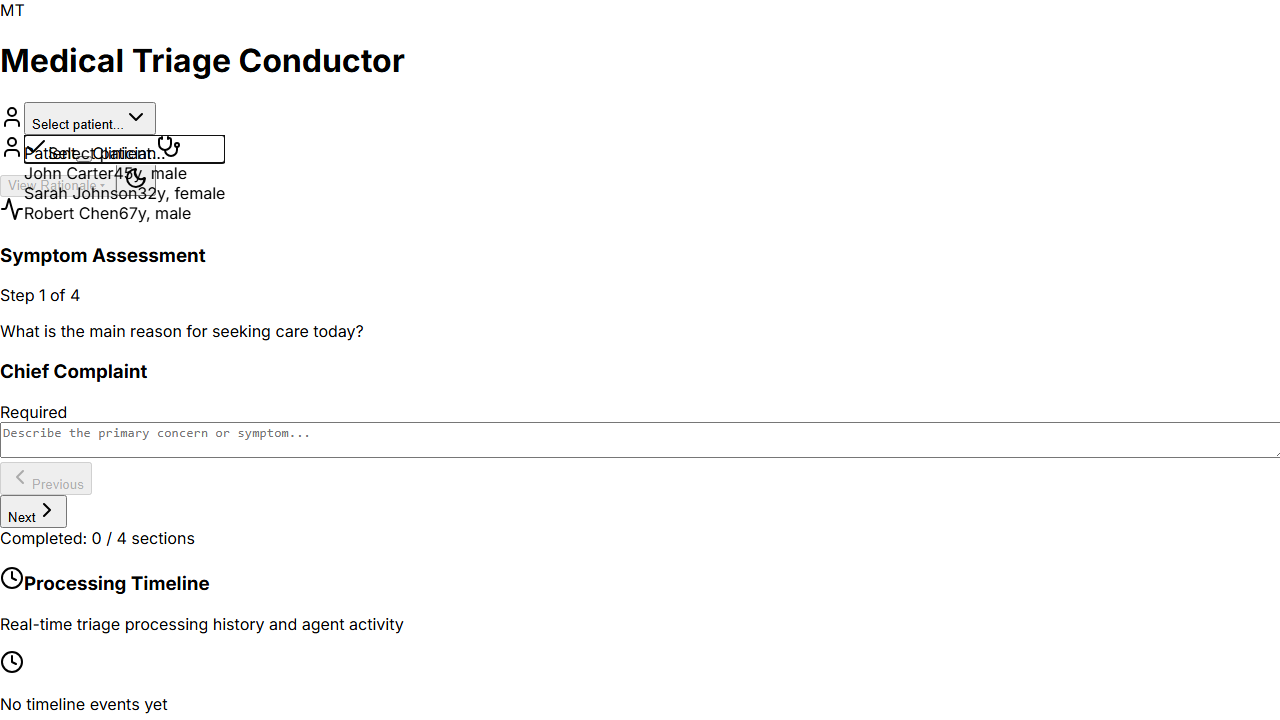 MT
Medical Triage Conductor
Select patient...
Select patient...
Patient Clinician
John Carter45y, male
View Rationale
Sarah Johnson32y, female
Robert Chen67y, male
Symptom Assessment
Step 1 of 4
What is the main reason for seeking care today?
Chief Complaint
Required
Describe the primary concern or symptom...
Previous
Next
Completed: 0 / 4 sections
Processing Timeline
Real-time triage processing history and agent activity
No timeline events yet